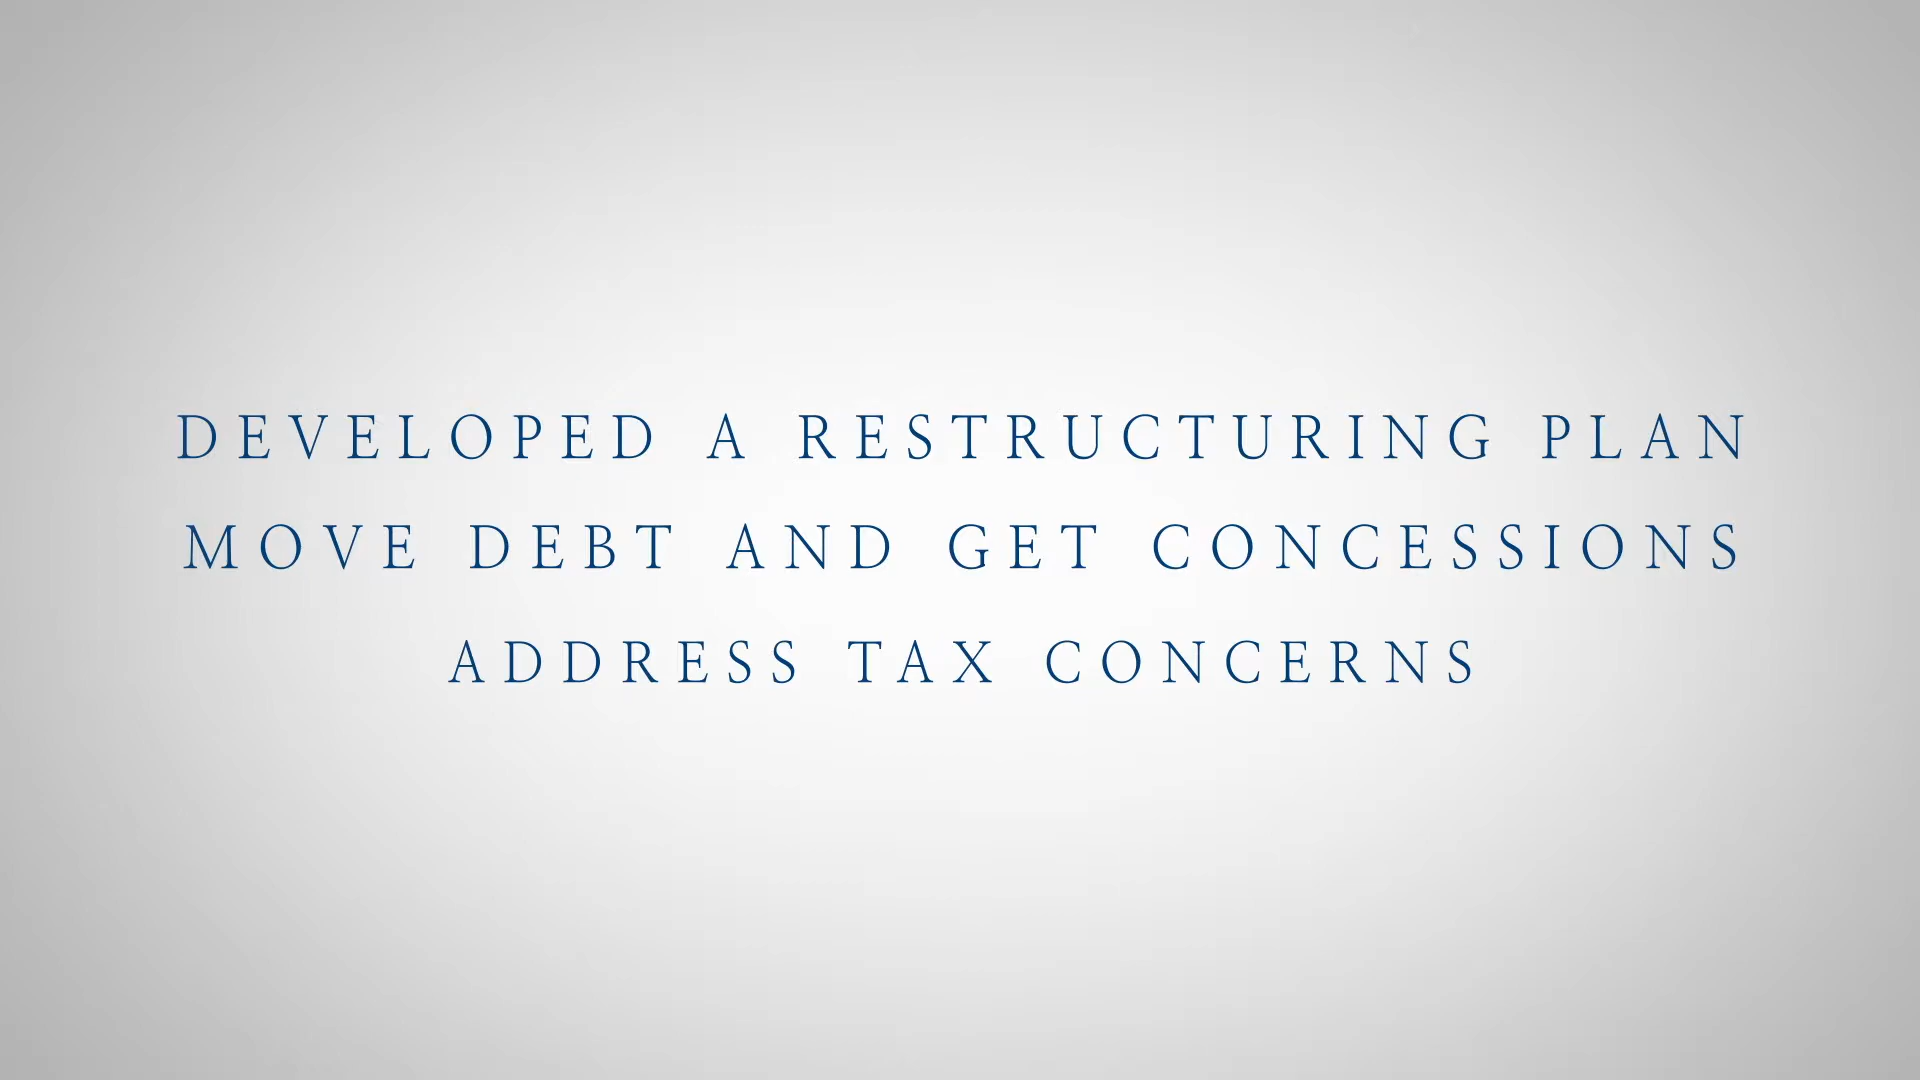 DEVELOPED A RESTRUCTURING PLAN
MOVE DEBT AND GET CONCESSIONS
ADDRESS TAX CONCERNS